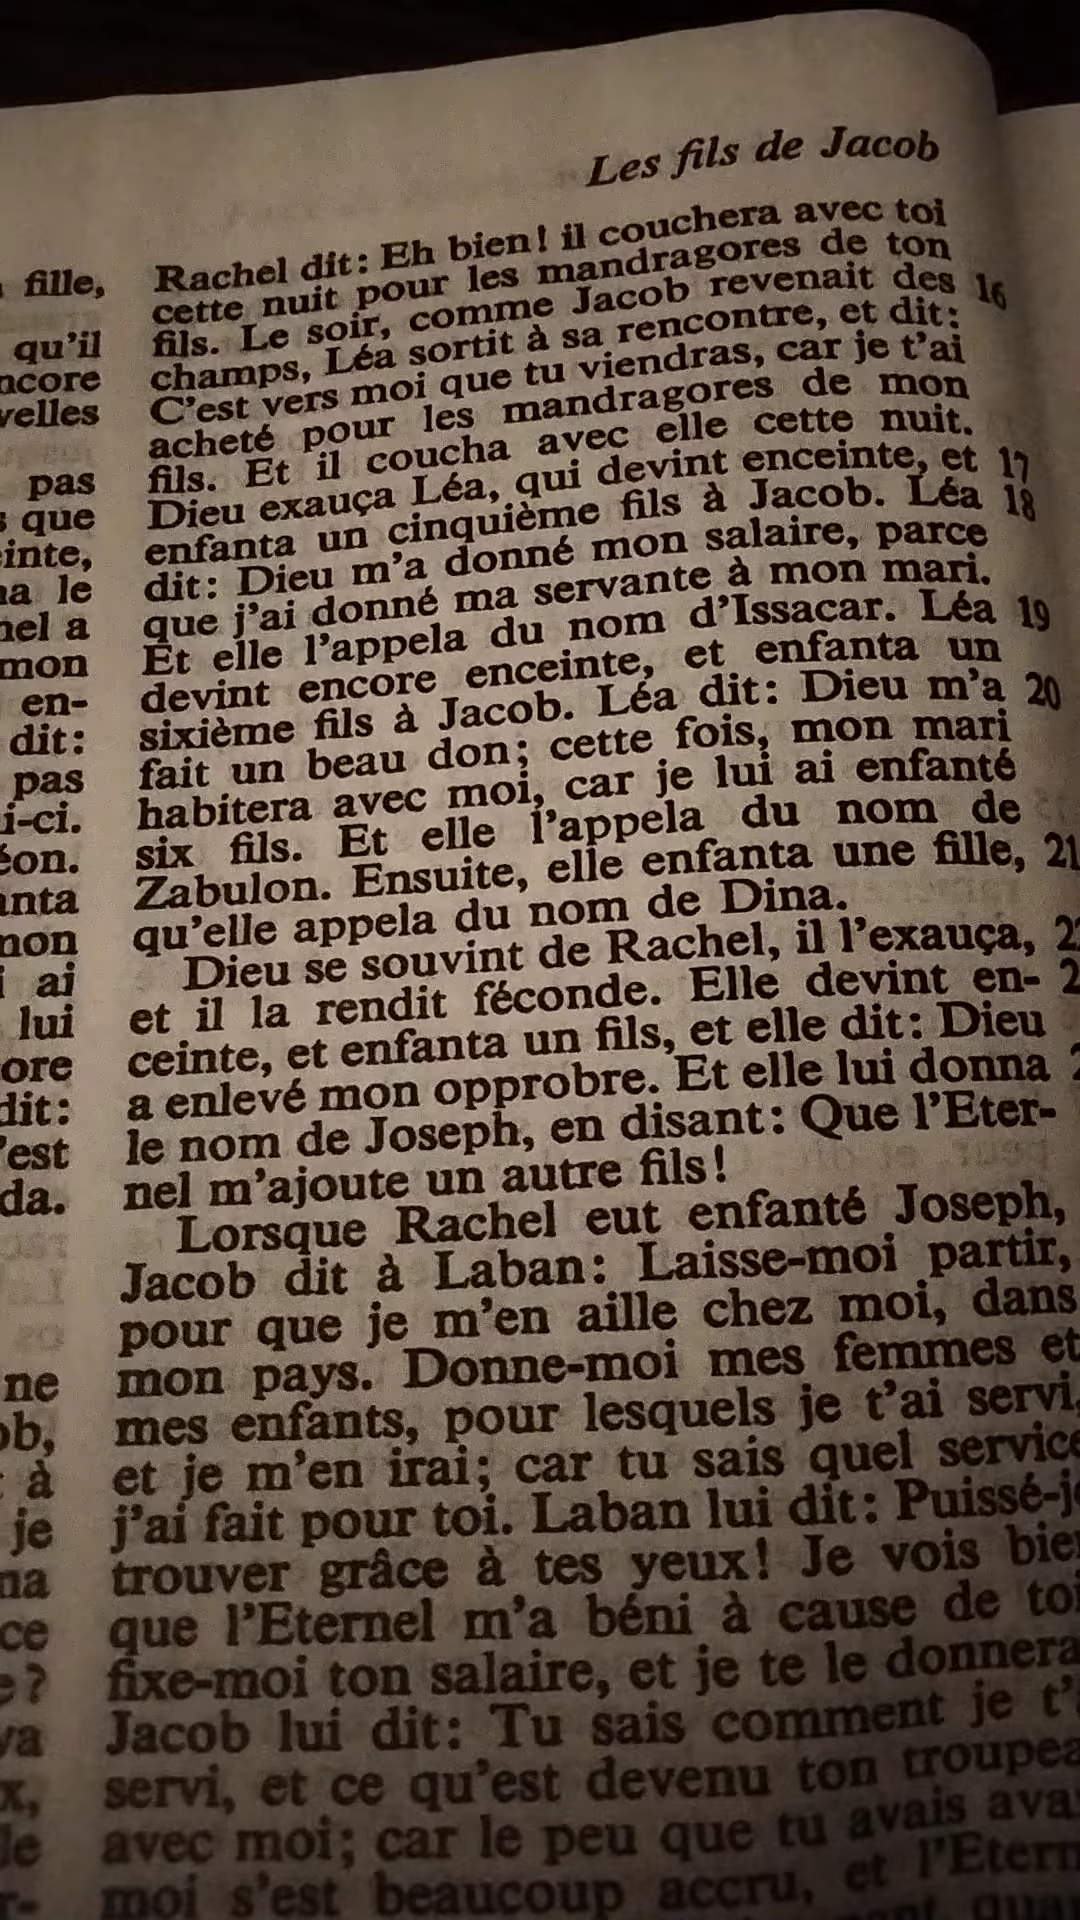 Les fils de Jacob
fille,
qu'il
ncore
velles
pas
que
inte,
le
a
mon
en-
dit:
pas
i-ci.
éon.
anta
ai
lui
ore
dit:
'est
da.
ne
ob,
à
je
ce
?
Rachel dit: Eh bien! il couchera avec toi
cette nuit pour les mandragores de ton
fils. Le soir, comme Jacob revenait des 16
champs, Léa sortit à sa rencontre, et dit:
C'est vers moi que tu viendras, car je t'ai
acheté pour les mandragores de mon
fils. Et il coucha avec elle cette nuit.
Dieu exauça Léa, qui devint enceinte, et 17
enfanta un cinquième fils à Jacob. Léa 18
dit: Dieu m'a donné mon salaire, parce
que j'ai donné ma servante à mon mari.
Et elle l'appela du nom d'Issacar. Léa 19
devint encore enceinte, et enfanta un
sixième fils à Jacob. Léa dit: Dieu m'a 20
fait un beau don; cette fois, mon mari
habitera avec moi, car je lui ai enfanté
six fils. Et elle l'appela du nom de
Zabulon. Ensuite, elle enfanta une fille, 21
qu'elle appela du nom de Dina.
Dieu se souvint de Rachel, il l'exauça,
et il la rendit féconde. Elle devint en-
ceinte, et enfanta un fils, et elle dit: Dieu
a enlevé mon opprobre. Et elle lui donna
le nom de Joseph, en disant: Que l'Eter-
nel m'ajoute un autre fils!
Lorsque Rachel eut enfanté Joseph,
Jacob dit à Laban: Laisse-moi partir,
pour que je m'en aille chez moi, dans
mon pays. Donne-moi mes femmes et
mes enfants, pour lesquels je t'ai servi,
et je m'en irai; car tu sais quel service
j'ai fait pour toi. Laban lui dit: Puissé-je
trouver grâce à tes yeux! Je vois bie
que l'Eternel m'a béni à cause de toi
fixe-moi ton salaire, et je te le donnera
Jacob lui dit: Tu sais comment je t'
servi, et ce qu'est devenu ton troupea
avec moi; car le peu que tu avais ava
moi s'est beaucoup accru, et l'Etern